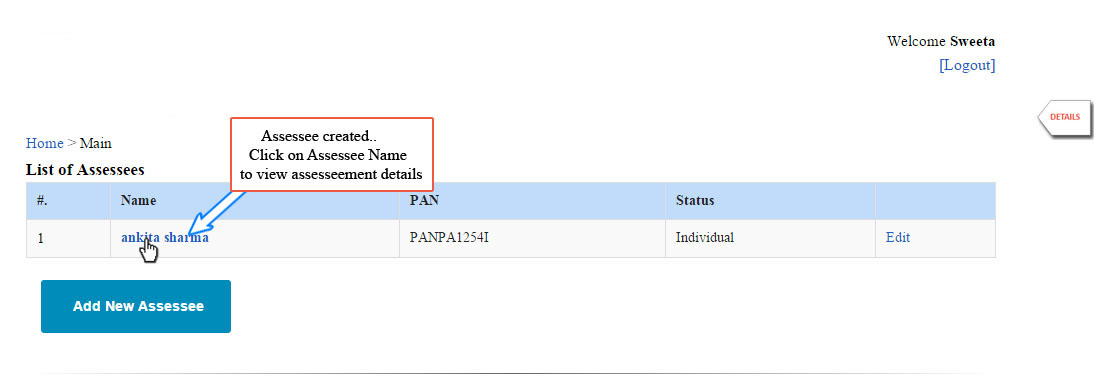 Welcome Sweeta
[Logout]
DETAILS
Assessee created..
Click on Assessee Name
to view assesseement details
Home > Main
List of Assessees
#. Name PAN Status
1 ankita sharma PANPA1254I Individual Edit
Add New Assessee